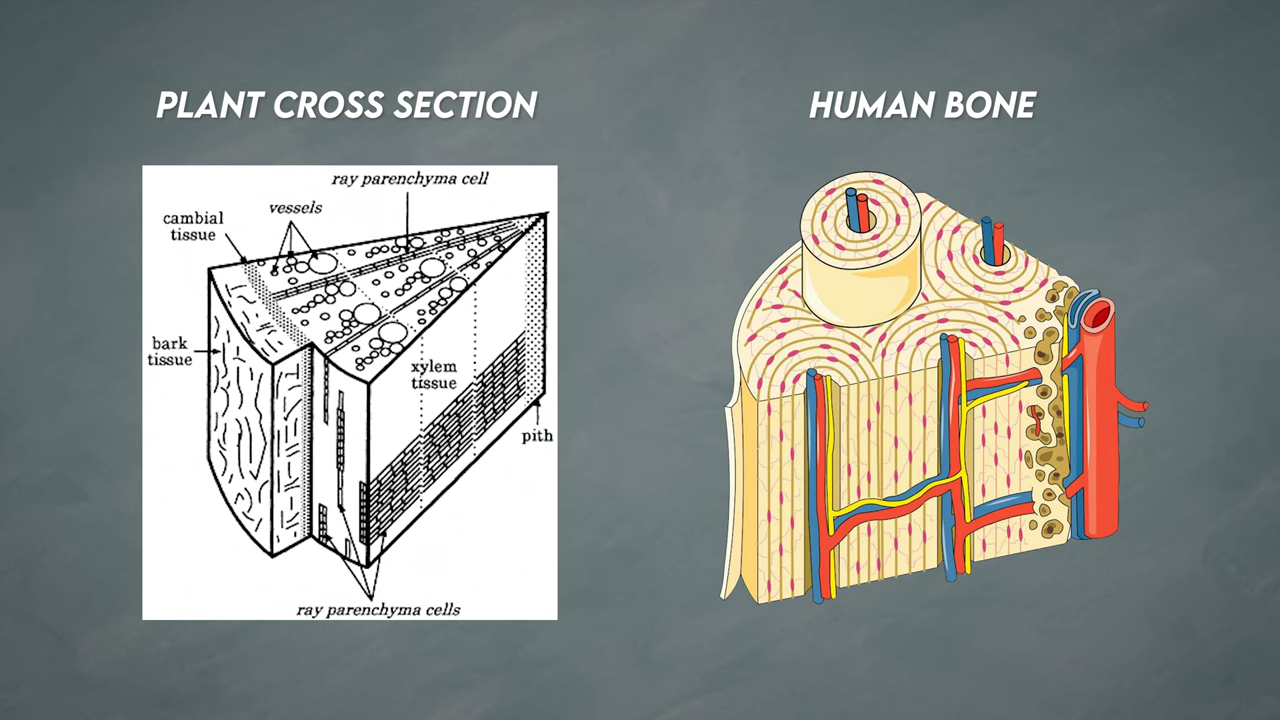 PLANT CROSS SECTION
HUMAN BONE
ray parenchyma cell
vessels
cambial
tissue
bark
tissue
xylem
tissue
pith
ray parenchyma cells